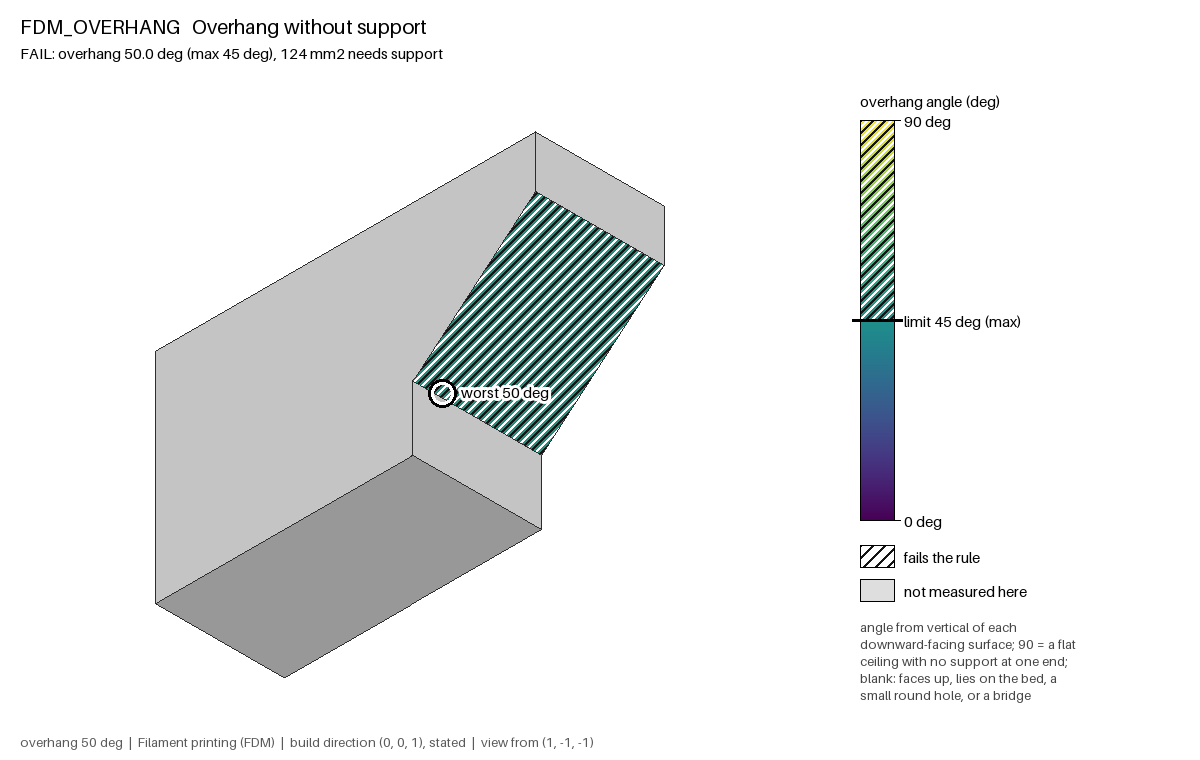 FDM_OVERHANG Overhang without support
FAIL: overhang 50.0 deg (max 45 deg), 124 mm2 needs support
overhang angle (deg)
90 deg
limit 45 deg (max)
worst 50 deg
0 deg
fails the rule
not measured here
angle from vertical of each
downward-facing surface; 90 = a flat
ceiling with no support at one end;
blank: faces up, lies on the bed, a
small round hole, or a bridge
overhang 50 deg | Filament printing (FDM) | build direction (0, 0, 1), stated | view from (1, -1, -1)